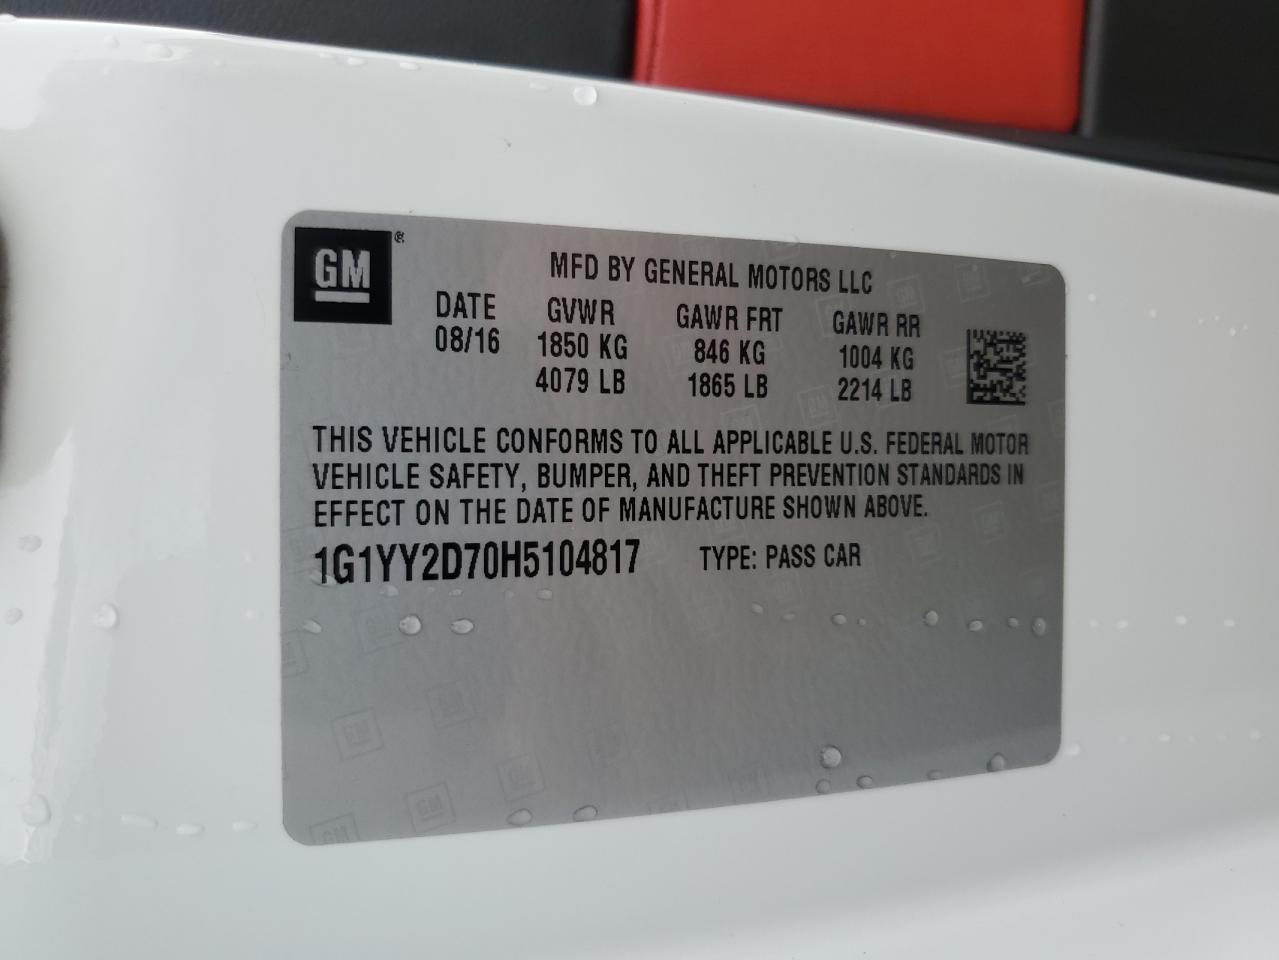 GM ®
MFD BY GENERAL MOTORS LLC
DATE GVWR GAWR FRT GAWR RR
08/16 1850 KG 846 KG 1004 KG
4079 LB 1865 LB 2214 LB
THIS VEHICLE CONFORMS TO ALL APPLICABLE U.S. FEDERAL MOTOR
VEHICLE SAFETY, BUMPER, AND THEFT PREVENTION STANDARDS IN
EFFECT ON THE DATE OF MANUFACTURE SHOWN ABOVE.
1G1YY2D70H5104817 TYPE: PASS CAR